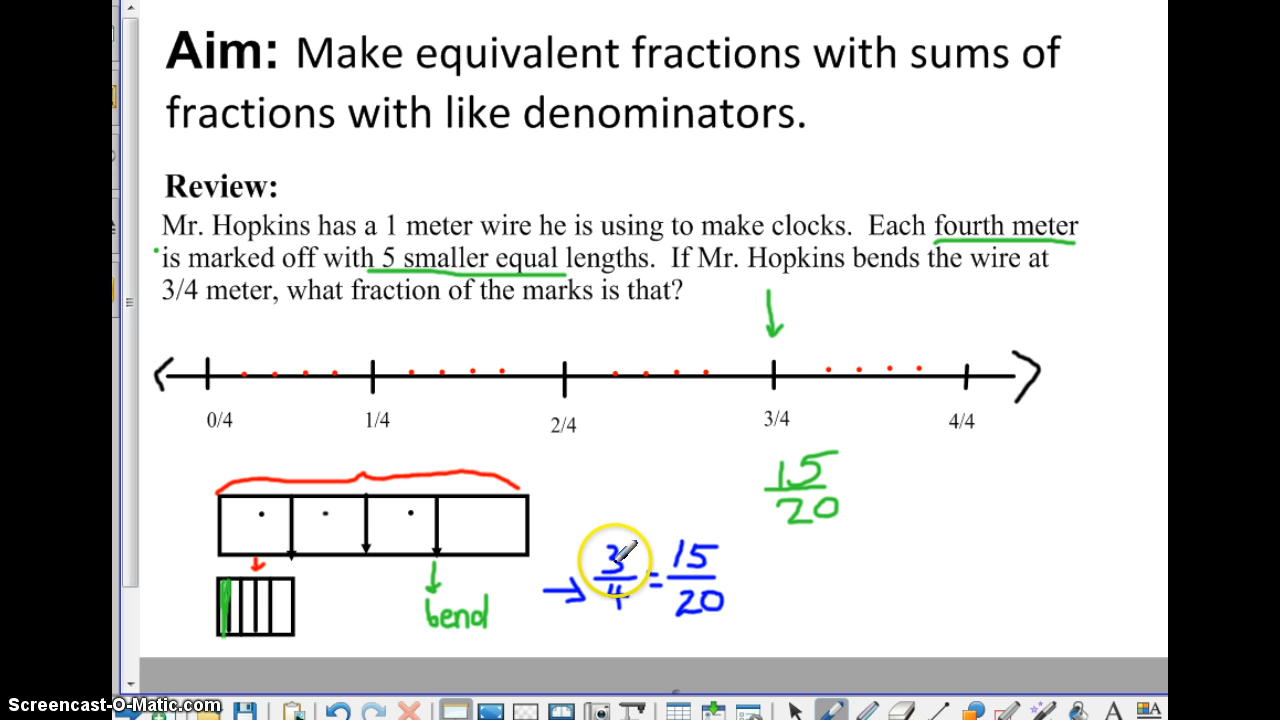 Aim: Make equivalent fractions with sums of
fractions with like denominators.
Review:
Mr. Hopkins has a 1 meter wire he is using to make clocks. Each fourth meter
is marked off with 5 smaller equal lengths. If Mr. Hopkins bends the wire at
3/4 meter, what fraction of the marks is that?
0/4 1/4 2/4 3/4 4/4
15
20
3/4 = 15/20
bend
Screencast-O-Matic.com